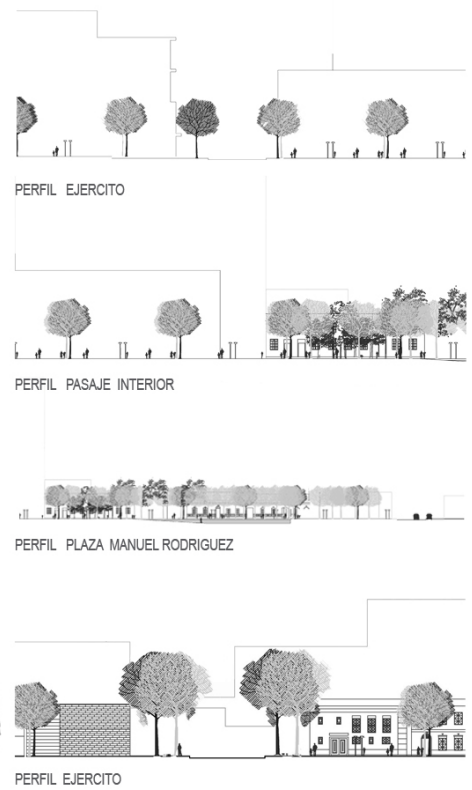 PERFIL EJERCITO
PERFIL PASAJE INTERIOR
PERFIL PLAZA MANUEL RODRIGUEZ
PERFIL EJERCITO